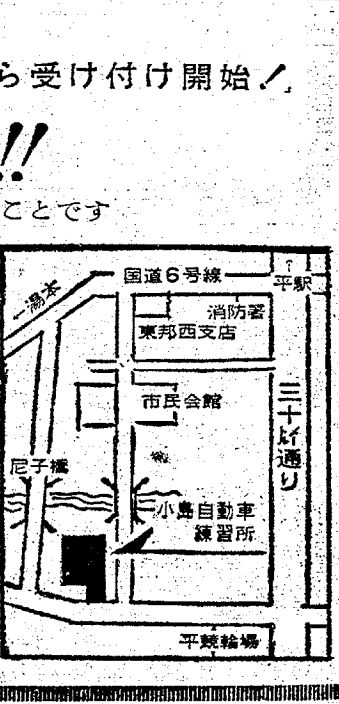 ら受け付け開始！
!!
ことです
国道6号線
↑
平駅
←湯本
消防署
東邦西支店
市民会館
三十米通り
尼子橋
小島自動車
練習所
平競輪場